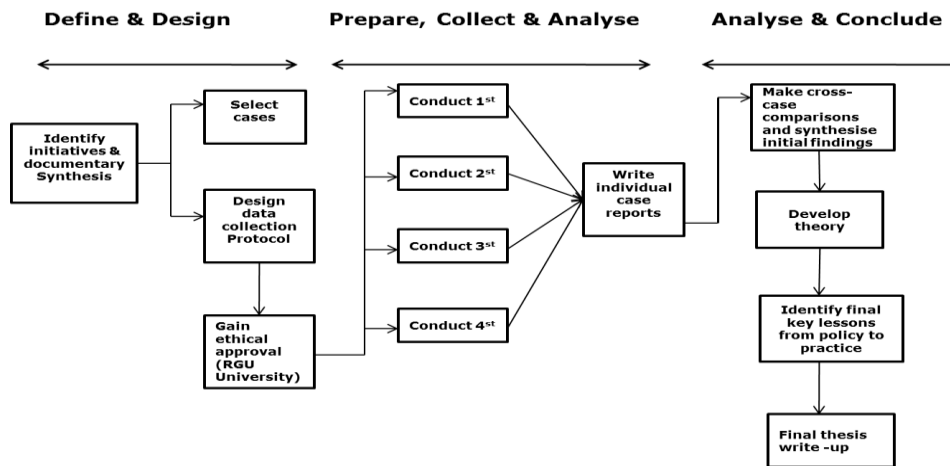 Define & Design
Prepare, Collect & Analyse
Analyse & Conclude
Identify
initiatives &
documentary
Synthesis
Select
cases
Design
data
collection
Protocol
Gain
ethical
approval
(RGU
University)
Conduct 1st
Conduct 2st
Conduct 3st
Conduct 4st
Write
individual
case
reports
Make cross-
case
comparisons
and synthesise
initial findings
Develop
theory
Identify final
key lessons
from policy to
practice
Final thesis
write -up